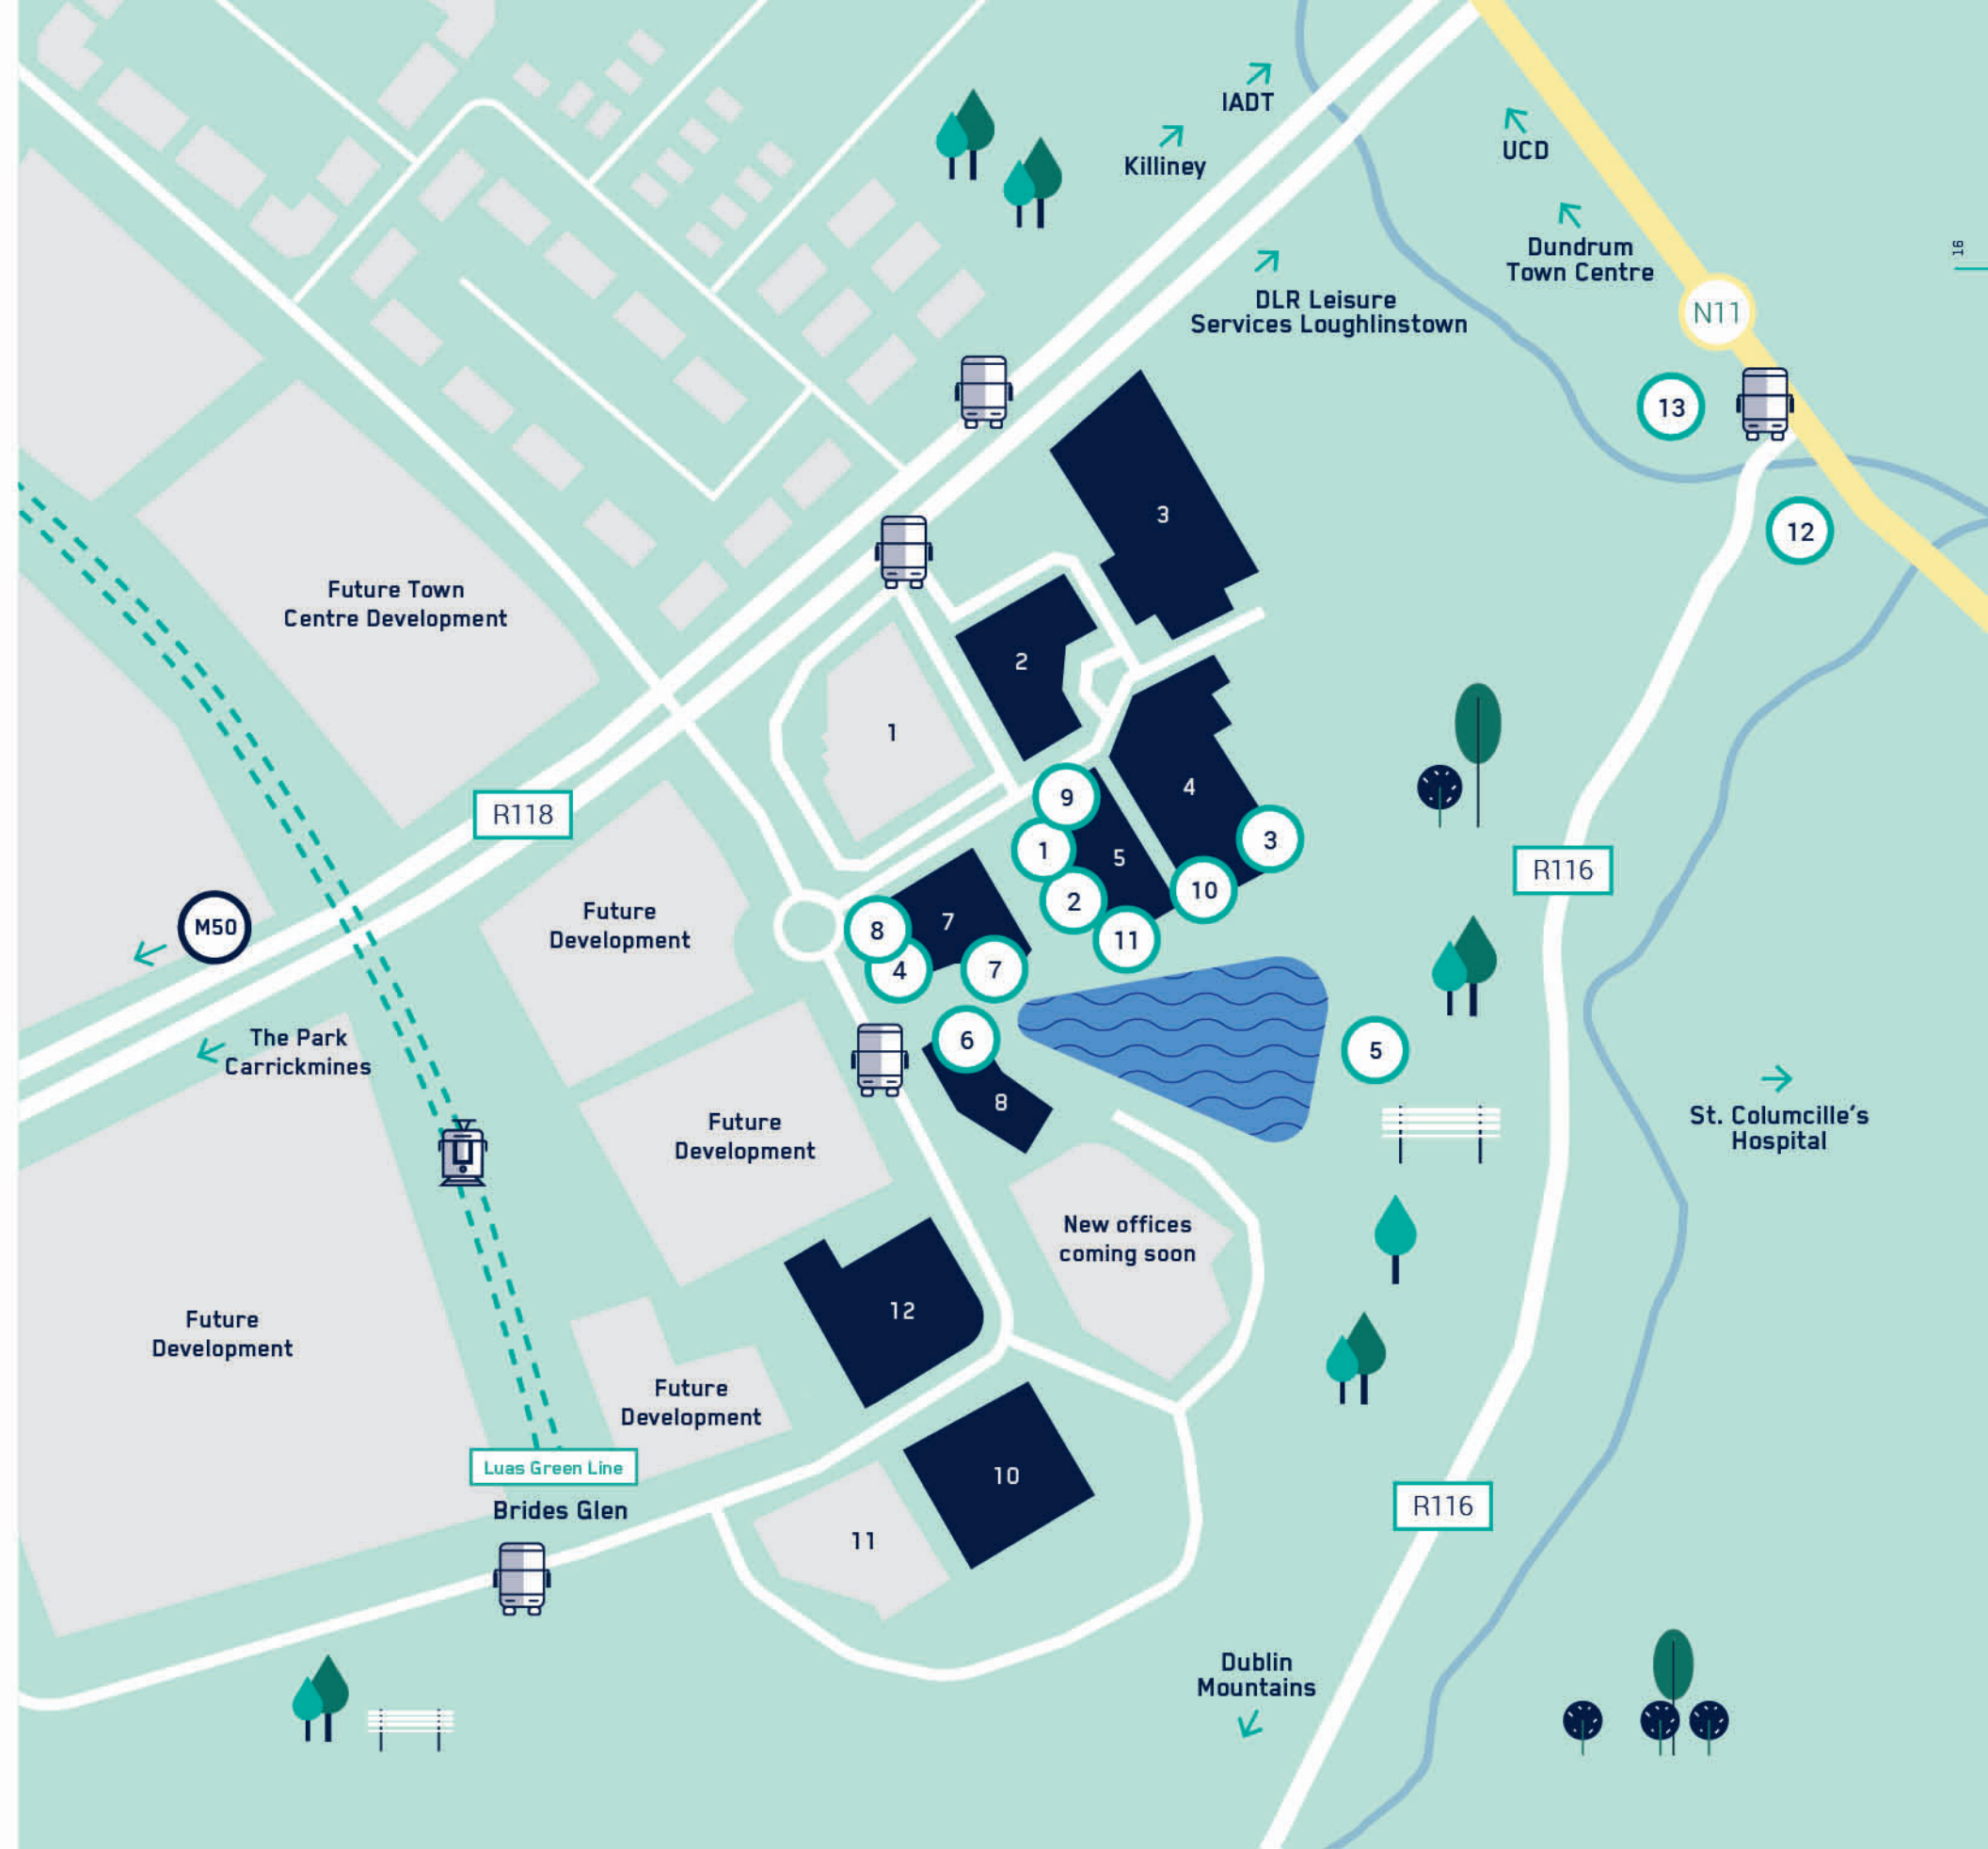 IADT
UCD
Killiney
Dundrum
Town Centre
16
DLR Leisure
Services Loughlinstown
N11
13
3
12
Future Town
Centre Development
2
1
R118
9
4
5
1
3
R116
2
10
Future
Development
7
8
11
M50
4
7
The Park
Carrickmines
6
5
8
Future
Development
St. Columcille's
Hospital
New offices
coming soon
12
Future
Development
Future
Development
Luas Green Line
Brides Glen
10
R116
11
Dublin
Mountains